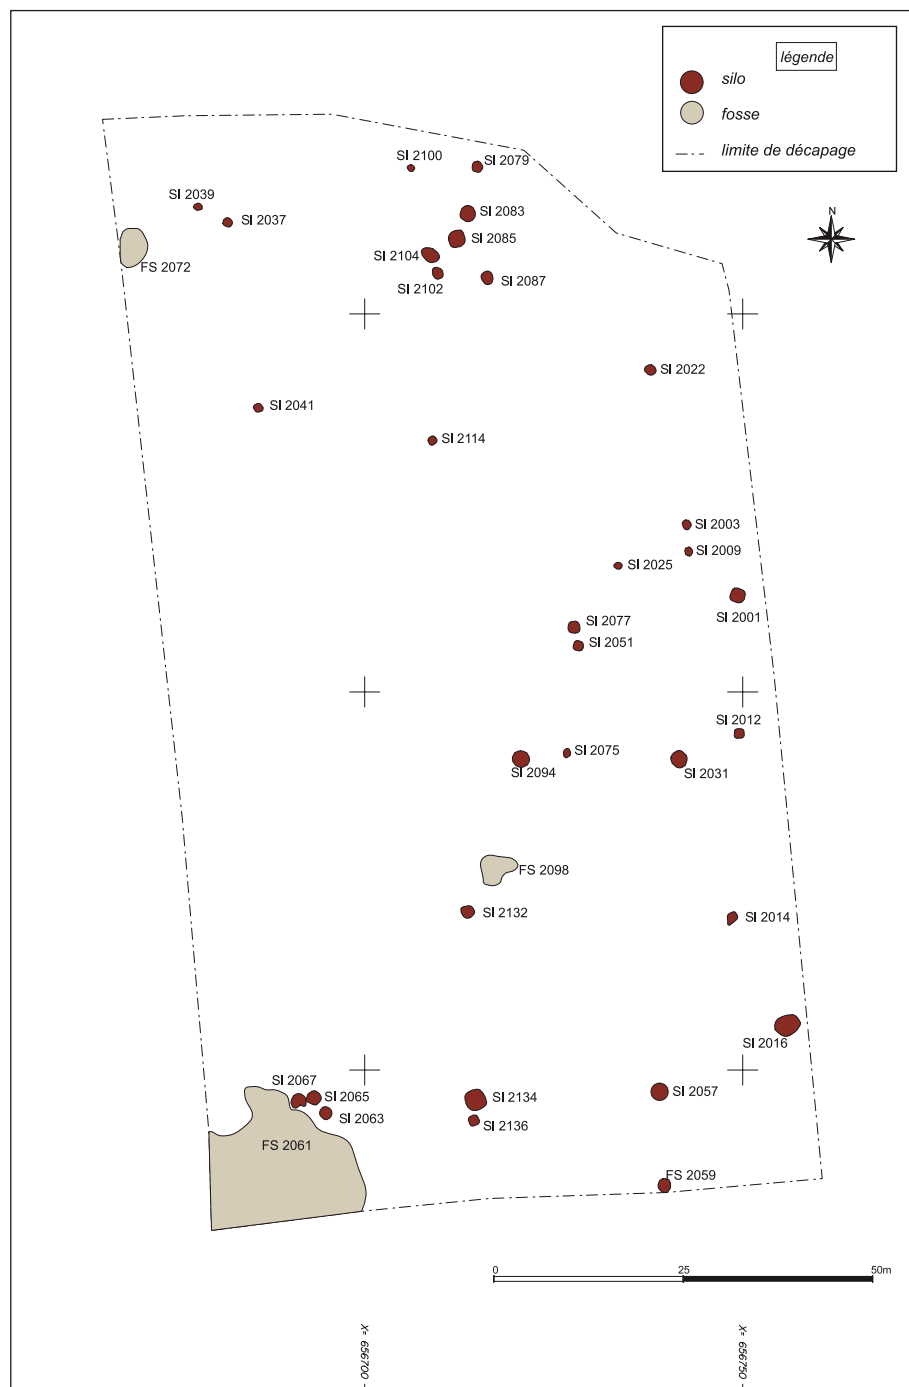 légende
silo
fosse
limite de décapage
N
SI 2100
SI 2079
SI 2039
SI 2037
SI 2083
SI 2085
SI 2104
FS 2072
SI 2102
SI 2087
SI 2022
SI 2041
SI 2114
SI 2003
SI 2009
SI 2025
SI 2001
SI 2077
SI 2051
SI 2012
SI 2075
SI 2094
SI 2031
FS 2098
SI 2132
SI 2014
SI 2016
SI 2067
SI 2065
SI 2063
SI 2134
SI 2057
SI 2136
FS 2061
FS 2059
0
25
50m
X= 656700
X= 656750